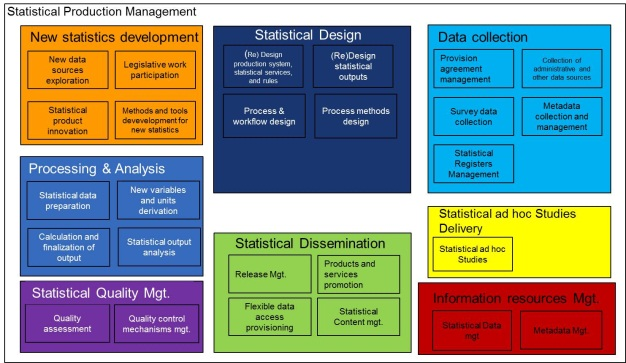 Statistical Production Management
New statistics development
New data
sources
exploration
Legislative work
participation
Statistical
product
innovation
Methods and tools
devevelopment for
new statistics
Statistical Design
(Re) Design
production system,
statistical services,
and rules
(Re)Design
statistical
outputs
Process &
workflow design
Process methods
design
Data collection
Provision
agreement
management
Collection of
administrative and
other data sources
Survey data
collection
Metadata
collection and
management
Statistical
Registers
Management
Processing & Analysis
Statistical data
preparation
New variables
and units
derivation
Calculation and
finalization of
output
Statistical output
analysis
Statistical ad hoc Studies
Delivery
Statistical ad hoc
Studies
Statistical Dissemination
Release Mgt.
Products and
services
promotion
Flexible data
access
provisioning
Statistical
Content mgt.
Statistical Quality Mgt.
Quality
assessment
Quality control
mechanisms mgt.
Information resources Mgt.
Statistical Data
mgt.
Metadata Mgt.